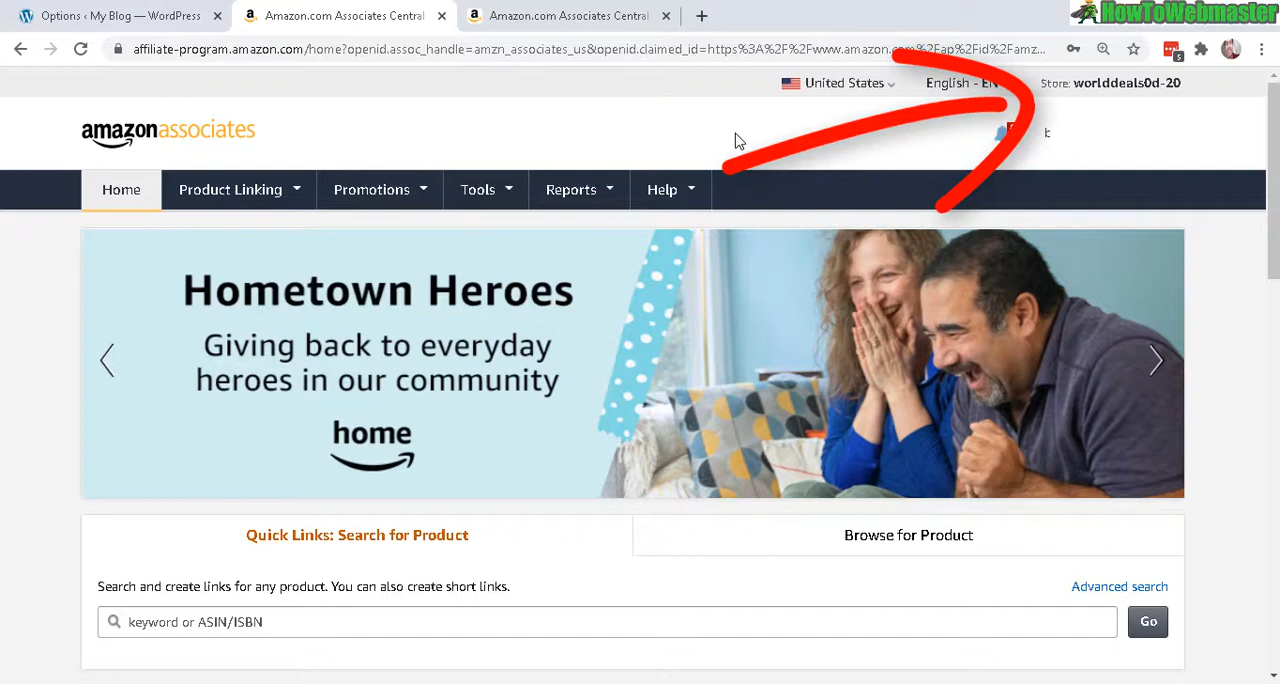 Options ‹ My Blog — WordPress
Amazon.com Associates Central
Amazon.com Associates Central
HowToWebmaster
affiliate-program.amazon.com/home?openid.assoc_handle=amzn_associates_us&openid.claimed_id=https%3A%2F%2Fwww.amazon.com%2Fap%2Fid%2Famz...
5
United States
English - EN
Store: worlddeals0d-20
amazonassociates
Home
Product Linking
Promotions
Tools
Reports
Help
Hometown Heroes
Giving back to everyday
heroes in our community
home
Quick Links: Search for Product
Browse for Product
Search and create links for any product. You can also create short links.
Advanced search
keyword or ASIN/ISBN
Go